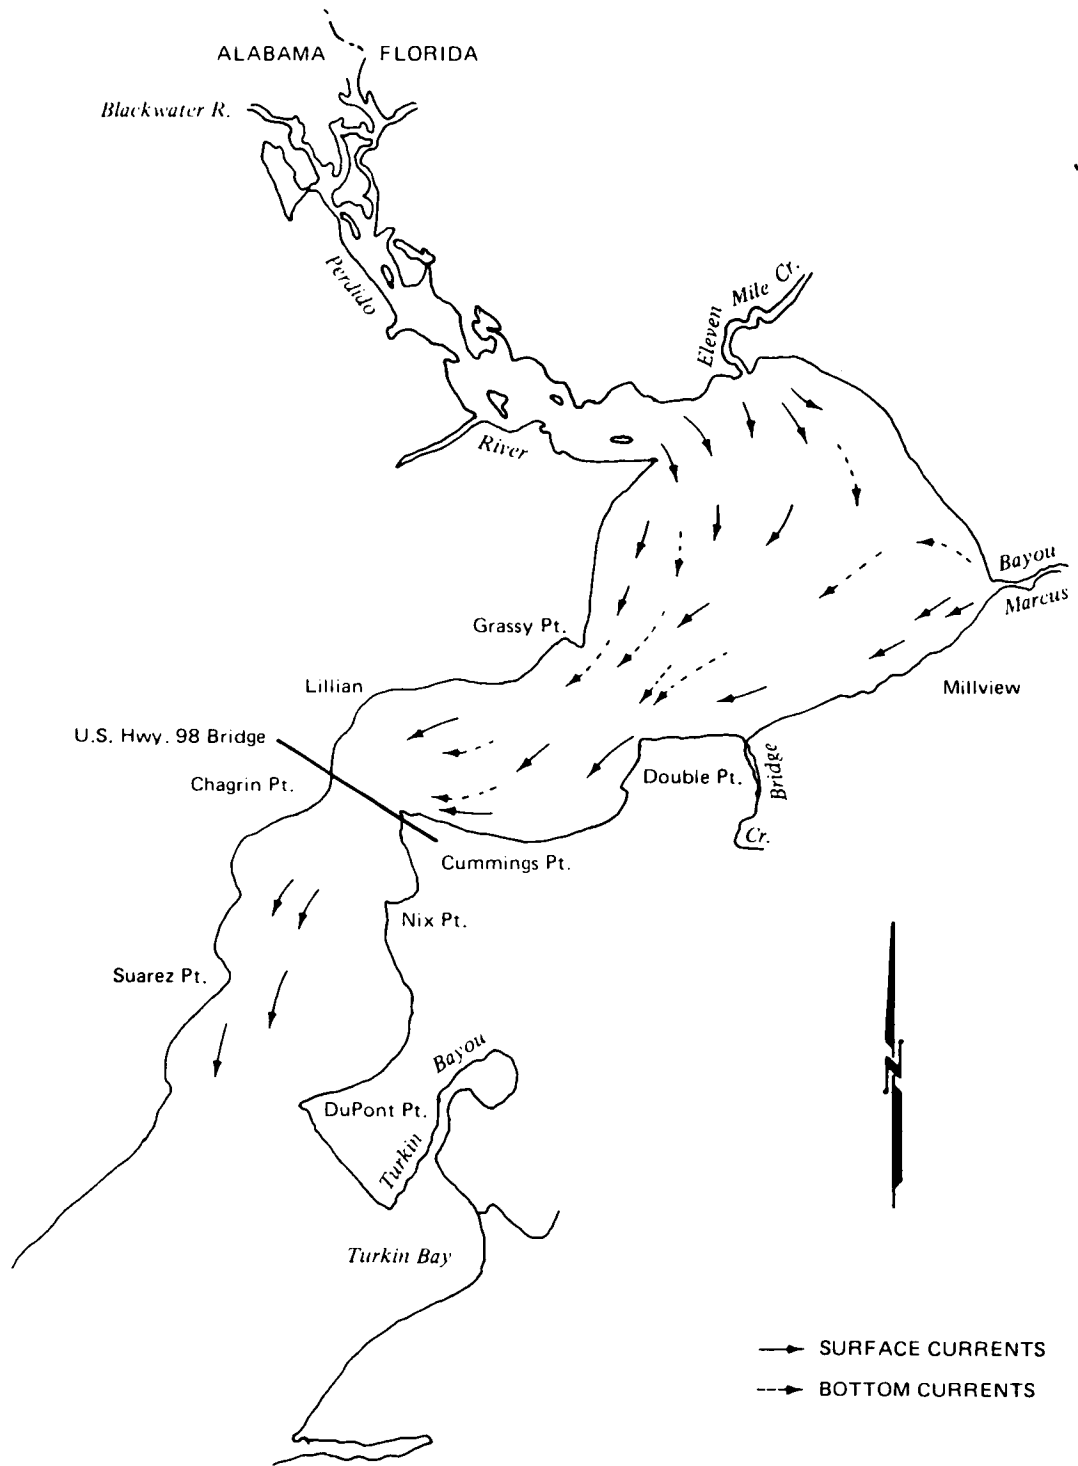 ALABAMA FLORIDA
Blackwater R.
Perdido
River
Eleven Mile Cr.
Bayou
Marcus
Grassy Pt.
Lillian
Millview
U.S. Hwy. 98 Bridge
Chagrin Pt.
Double Pt.
Bridge
Cr.
Cummings Pt.
Nix Pt.
Suarez Pt.
N
DuPont Pt.
Turkin Bayou
Turkin Bay
SURFACE CURRENTS
BOTTOM CURRENTS